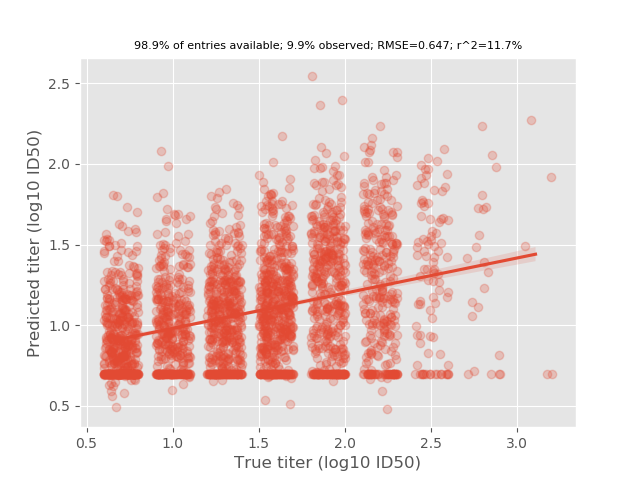 98.9% of entries available; 9.9% observed; RMSE=0.647; r^2=11.7%
2.5
2.0
1.5
1.0
0.5
Predicted titer (log10 ID50)
0.5 1.0 1.5 2.0 2.5 3.0
True titer (log10 ID50)